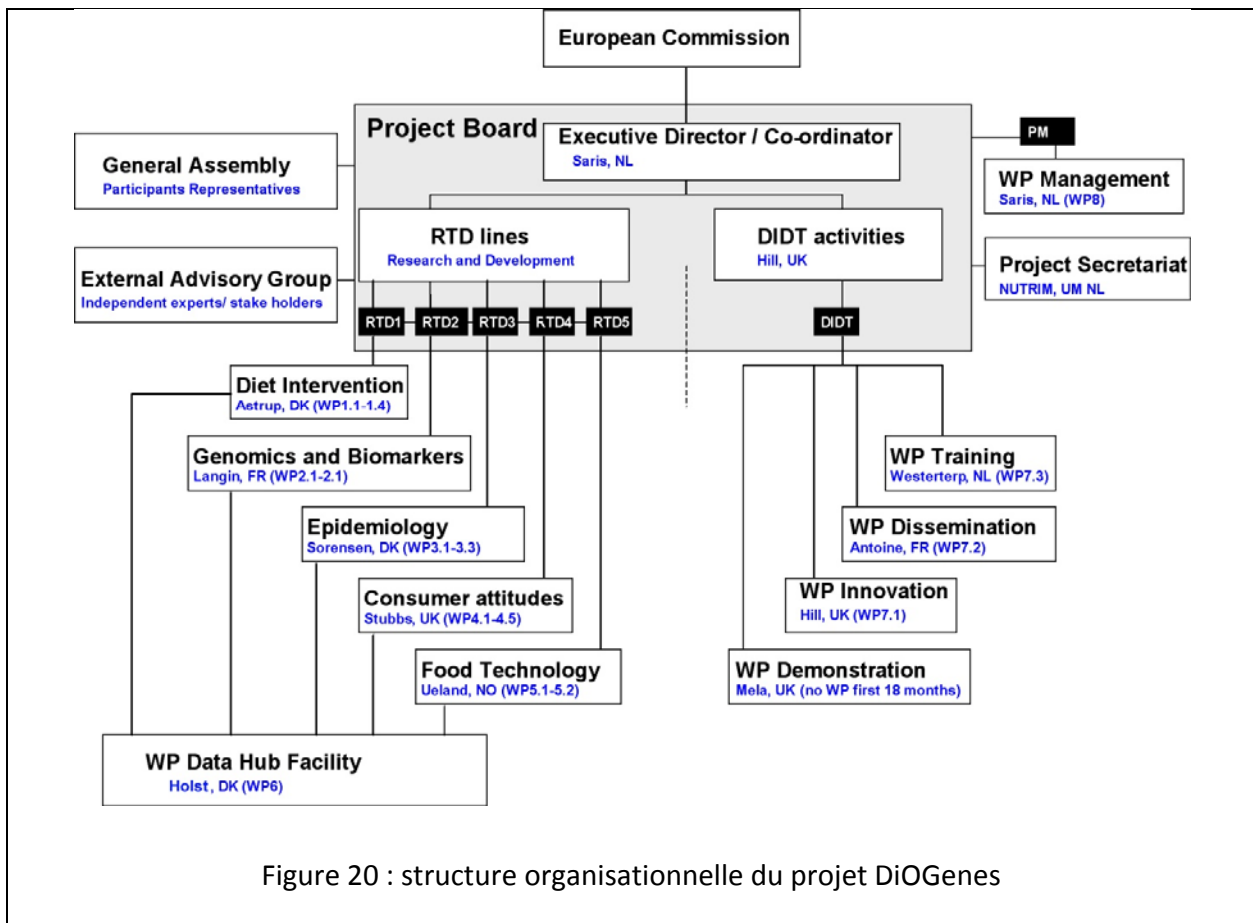 European Commission
Project Board
Executive Director / Co-ordinator
Saris, NL
PM
General Assembly
Participants Representatives
WP Management
Saris, NL (WP8)
RTD lines
Research and Development
DIDT activities
Hill, UK
External Advisory Group
Independent experts/ stake holders
Project Secretariat
NUTRIM, UM NL
RTD1
RTD2
RTD3
RTD4
RTD5
DIDT
Diet Intervention
Astrup, DK (WP1.1-1.4)
Genomics and Biomarkers
Langin, FR (WP2.1-2.1)
WP Training
Westerterp, NL (WP7.3)
Epidemiology
Sorensen, DK (WP3.1-3.3)
WP Dissemination
Antoine, FR (WP7.2)
Consumer attitudes
Stubbs, UK (WP4.1-4.5)
WP Innovation
Hill, UK (WP7.1)
Food Technology
Ueland, NO (WP5.1-5.2)
WP Demonstration
Mela, UK (no WP first 18 months)
WP Data Hub Facility
Holst, DK (WP6)
Figure 20 : structure organisationnelle du projet DiOGenes